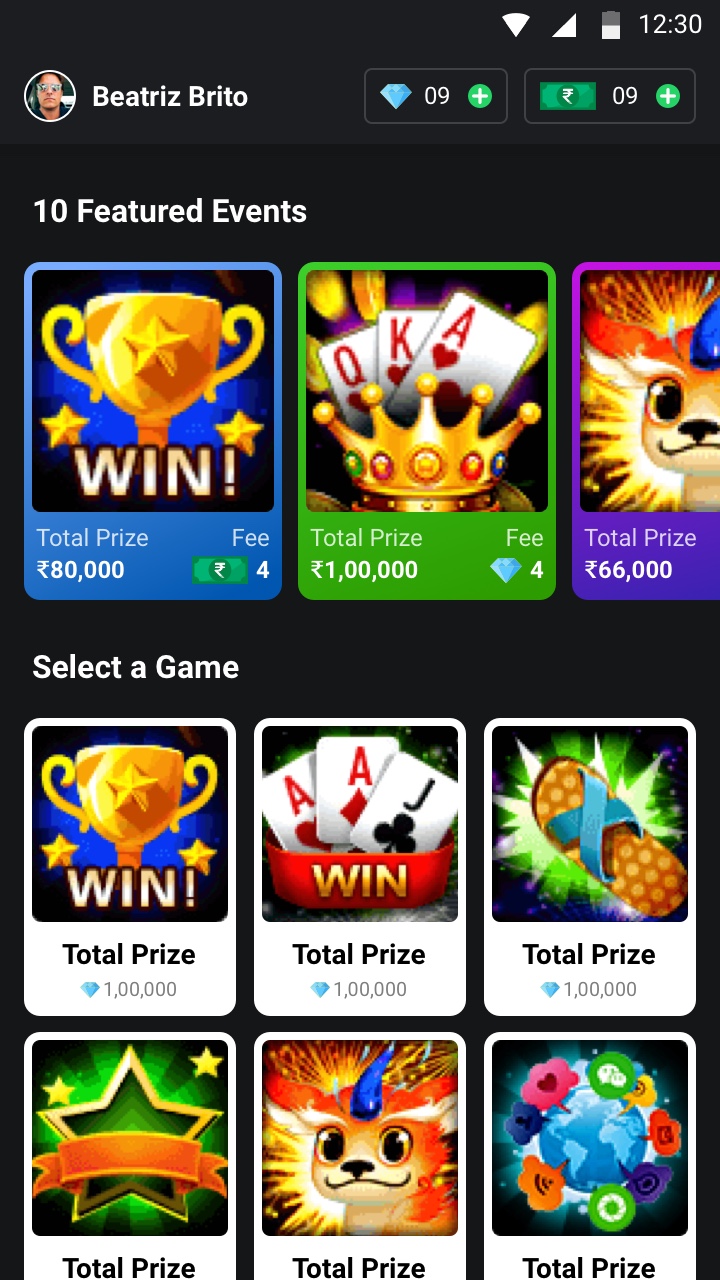 12:30
Beatriz Brito
09
₹
09
10 Featured Events
WIN!
Q K A
Total Prize Fee
₹80,000 ₹ 4
Total Prize Fee
₹1,00,000 4
Total Prize
₹66,000
Select a Game
WIN!
A A J
WIN
Total Prize
1,00,000
Total Prize
1,00,000
Total Prize
1,00,000
Total Prize
Total Prize
Total Prize